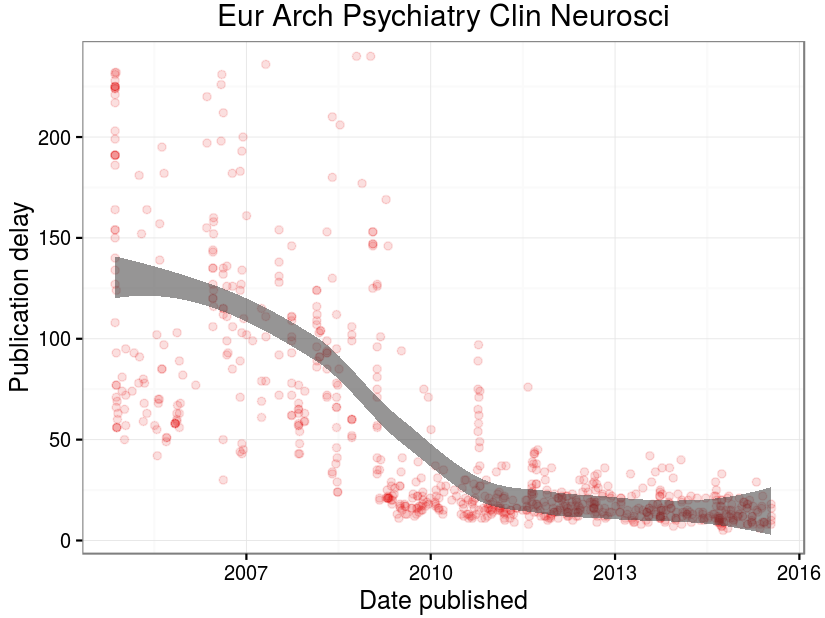 Eur Arch Psychiatry Clin Neurosci
Publication delay
200
150
100
50
0
2007 2010 2013 2016
Date published